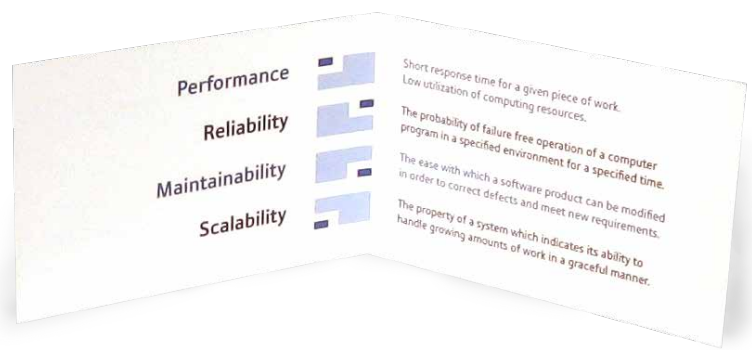 Performance
Short response time for a given piece of work.
Low utilization of computing resources.
Reliability
The probability of failure free operation of a computer
program in a specified environment for a specified time.
Maintainability
The ease with which a software product can be modified
in order to correct defects and meet new requirements.
Scalability
The property of a system which indicates its ability to
handle growing amounts of work in a graceful manner.